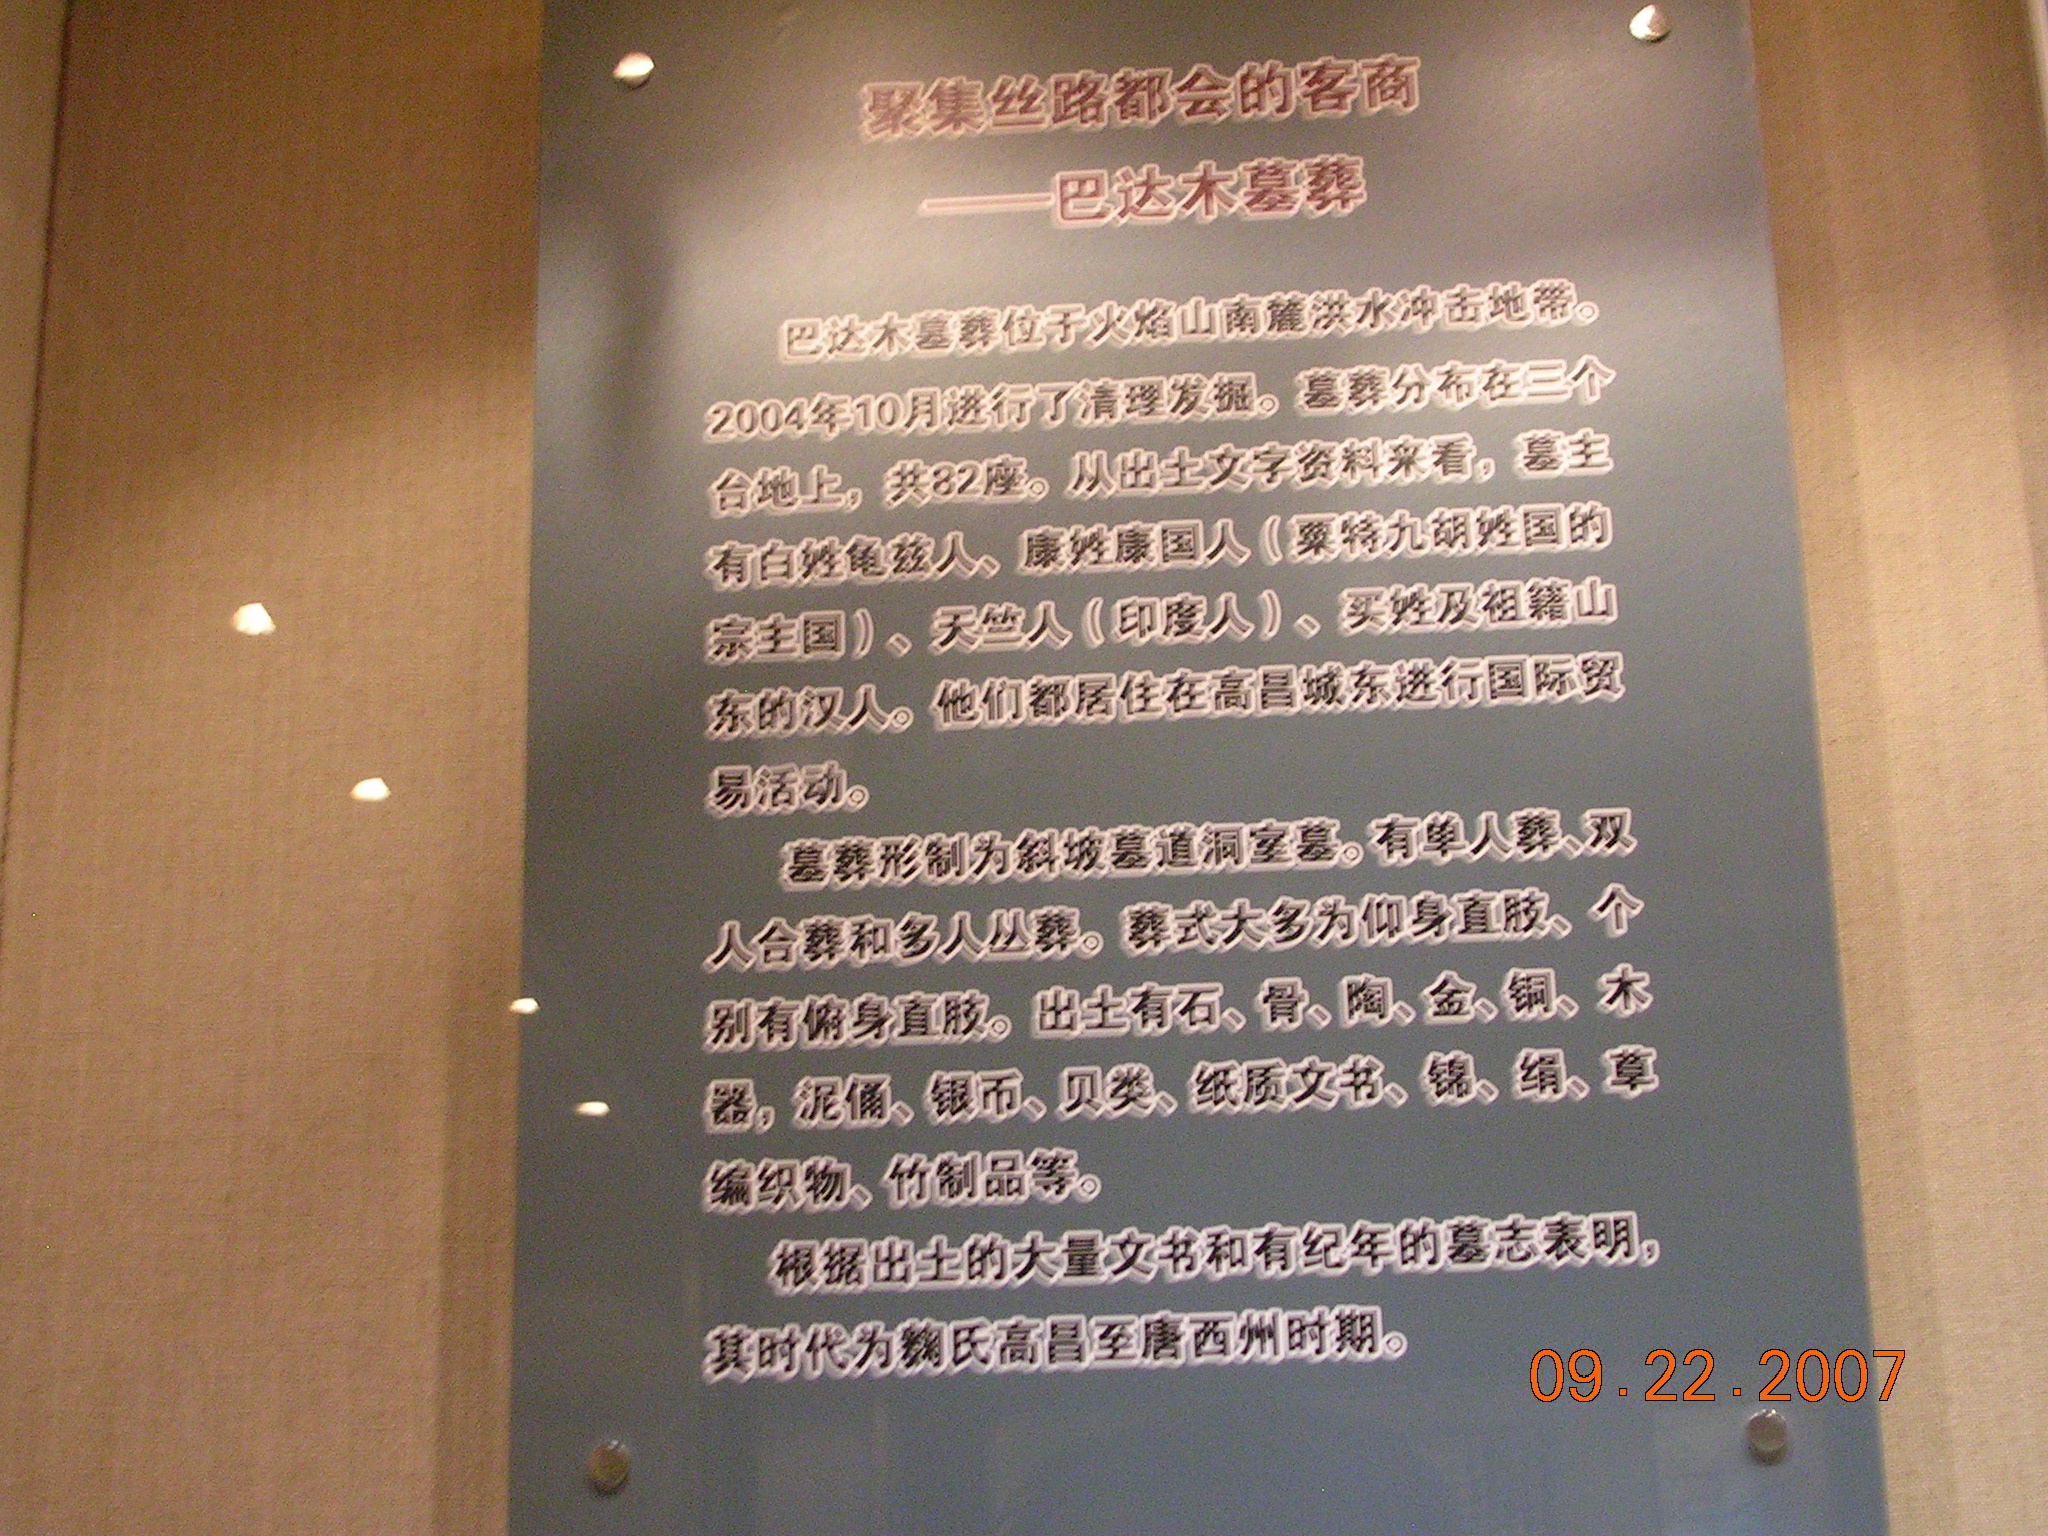 聚集丝路都会的客商
——巴达木墓葬
巴达木墓葬位于火焰山南麓洪水冲击地带。
2004年10月进行了清理发掘。墓葬分布在三个
台地上，共82座。从出土文字资料来看，墓主
有白姓龟兹人、康姓康国人（粟特九胡姓国的
宗主国）、天竺人（印度人）、买姓及祖籍山
东的汉人。他们都居住在高昌城东进行国际贸
易活动。
墓葬形制为斜坡墓道洞室墓。有单人葬、双
人合葬和多人丛葬。葬式大多为仰身直肢、个
别有俯身直肢。出土有石、骨、陶、金、铜、木
器，泥俑、银币、贝类、纸质文书、锦、绢、草
编织物、竹制品等。
根据出土的大量文书和有纪年的墓志表明，
其时代为麴氏高昌至唐西州时期。
09.22.2007